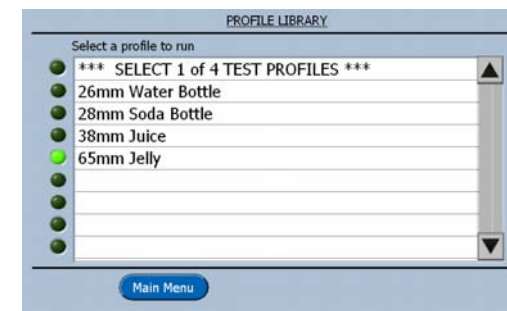 PROFILE LIBRARY
Select a profile to run
*** SELECT 1 of 4 TEST PROFILES ***
26mm Water Bottle
28mm Soda Bottle
38mm Juice
65mm Jelly
Main Menu